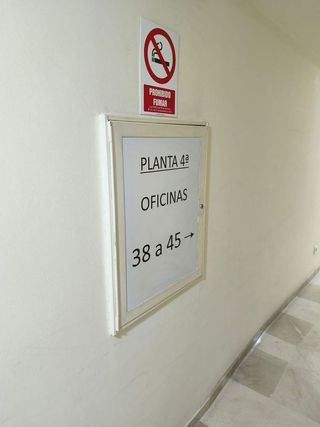 PROHIBIDO
FUMAR
PLANTA 4ª
OFICINAS
38 a 45 →